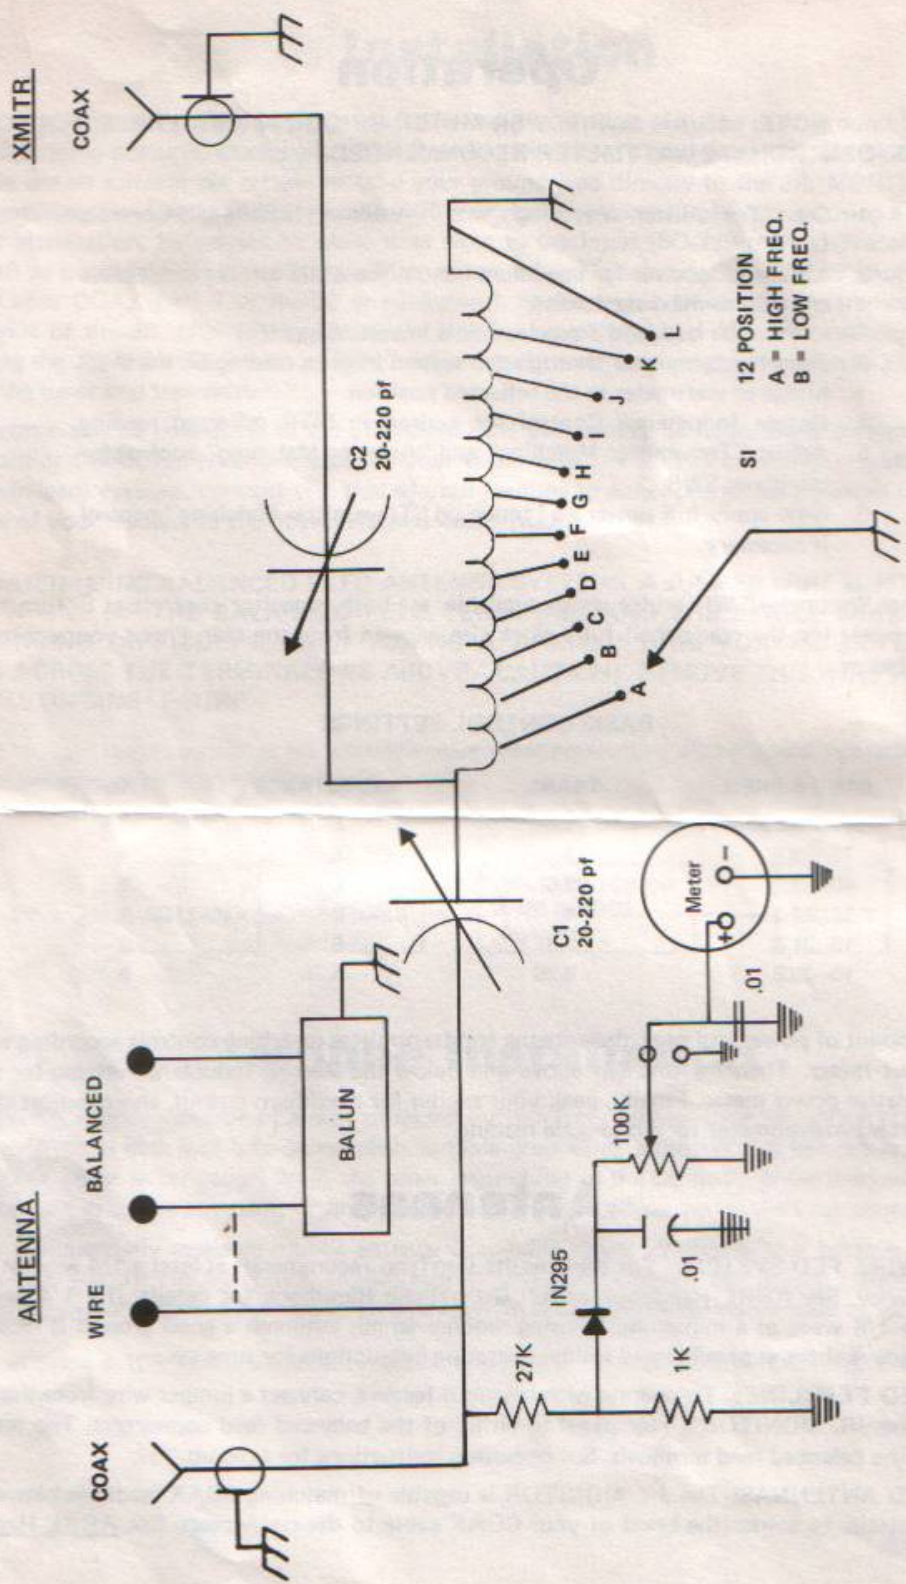 ANTENNA
XMITR
COAX
WIRE
BALANCED
COAX
BALUN
C2
20-220 pf
C1
20-220 pf
27K
IN295
1K
.01
100K
.01
Meter
+
-
A
B
C
D
E
F
G
H
I
J
K
L
SI
12 POSITION
A = HIGH FREQ.
B = LOW FREQ.